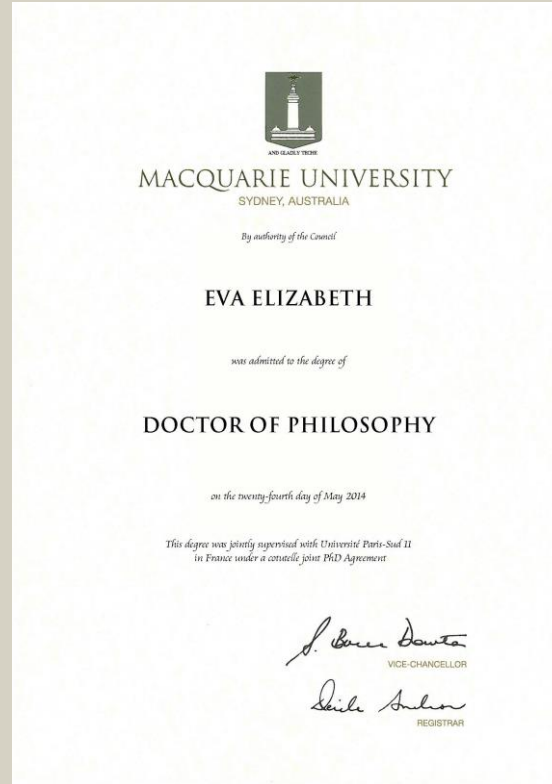 AND GLADLY TECHE
MACQUARIE UNIVERSITY
SYDNEY, AUSTRALIA
By authority of the Council
EVA ELIZABETH
was admitted to the degree of
DOCTOR OF PHILOSOPHY
on the twenty-fourth day of May 2014
This degree was jointly supervised with Université Paris-Sud 11
in France under a cotutelle joint PhD Agreement
VICE-CHANCELLOR
REGISTRAR